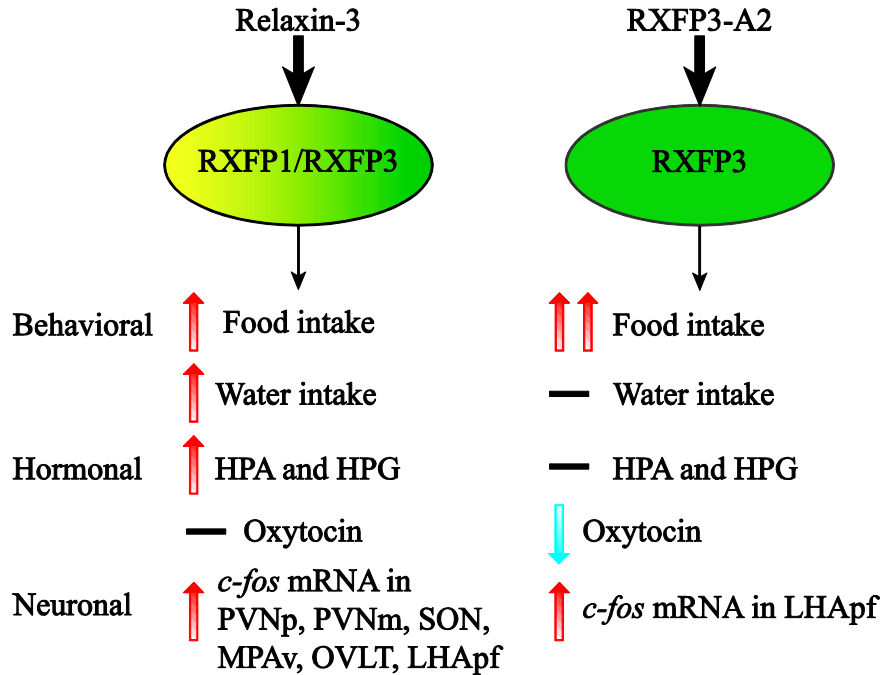 Relaxin-3
RXFP3-A2
RXFP1/RXFP3
RXFP3
Behavioral
Food intake
Food intake
Water intake
Water intake
Hormonal
HPA and HPG
HPA and HPG
Oxytocin
Oxytocin
Neuronal
c-fos mRNA in
PVNp, PVNm, SON,
MPAv, OVLT, LHApf
c-fos mRNA in LHApf